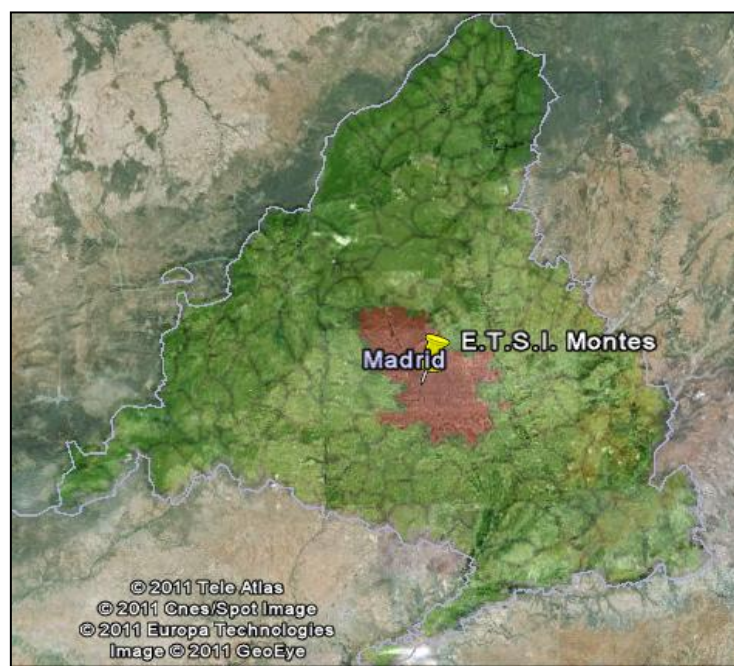 E.T.S.I. Montes
Madrid
© 2011 Tele Atlas
© 2011 Cnes/Spot Image
© 2011 Europa Technologies
Image © 2011 GeoEye